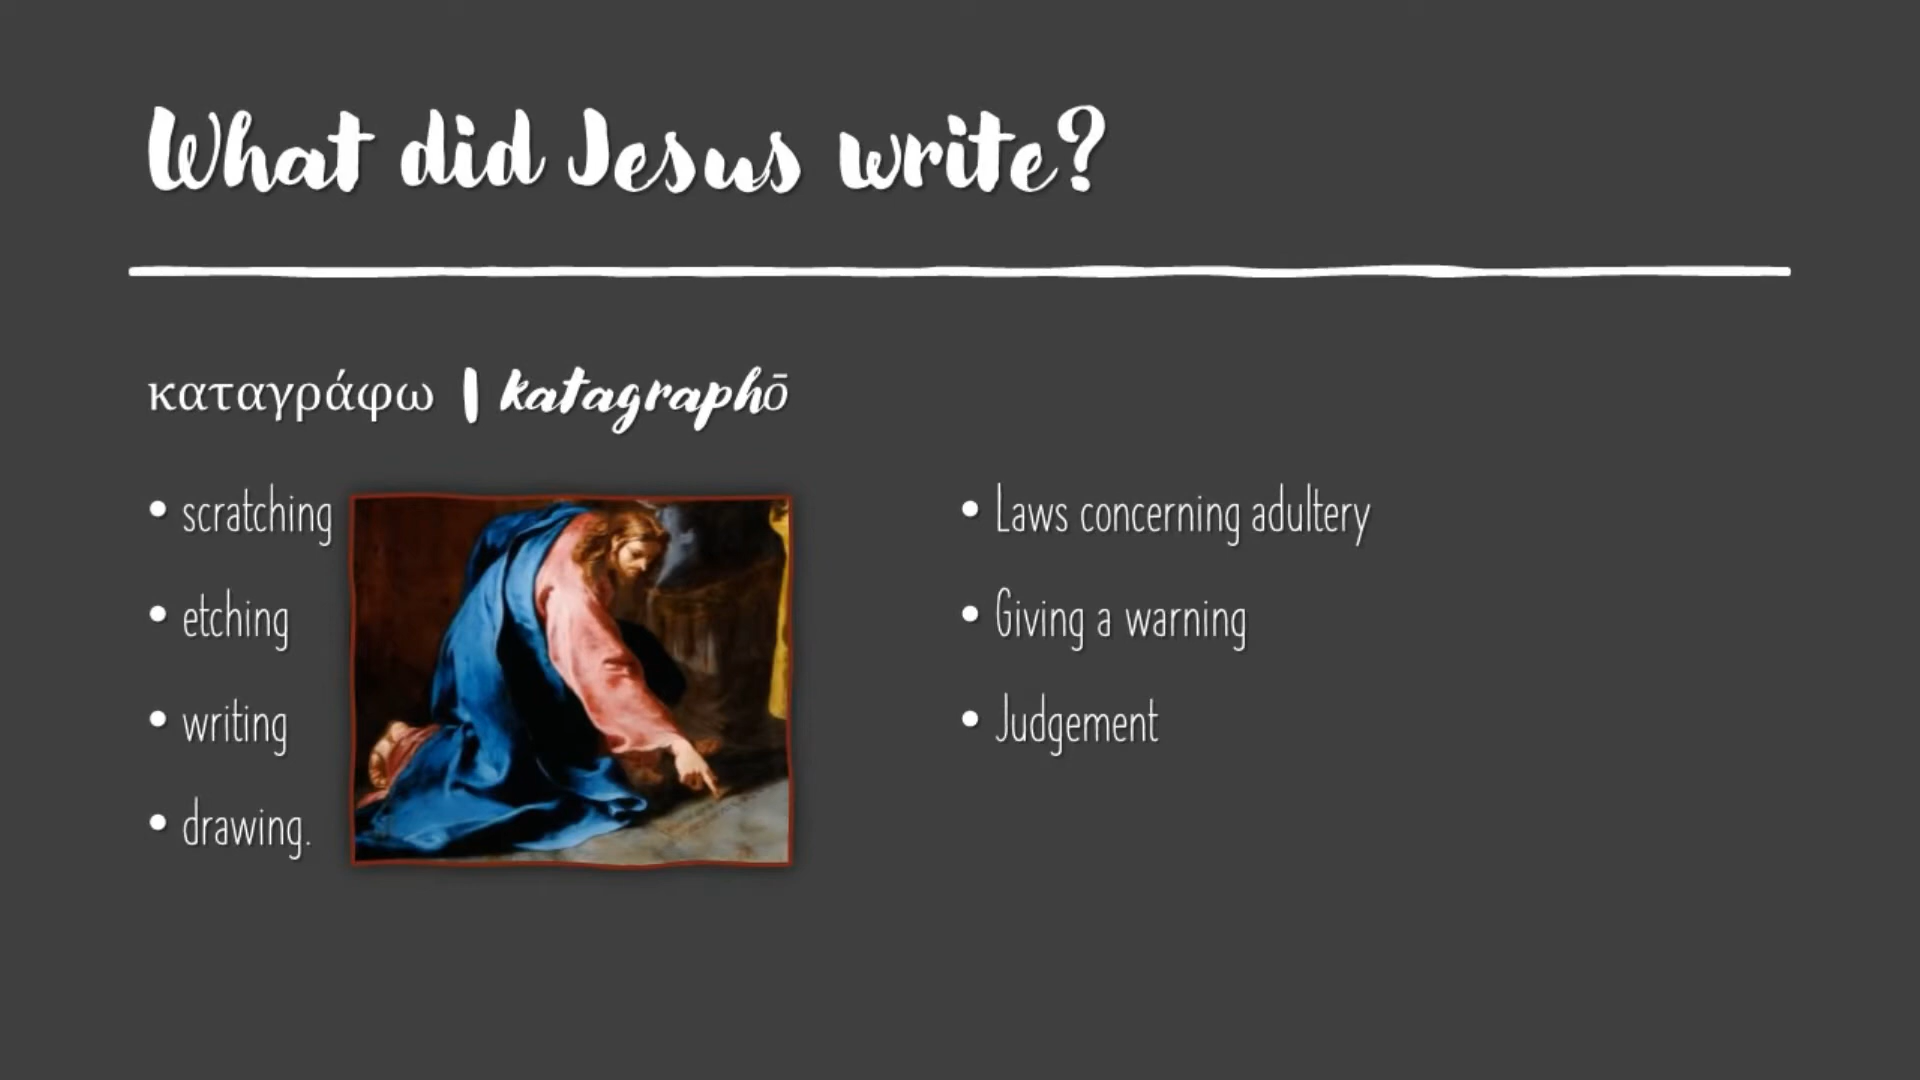 What did Jesus write?
καταγράφω | katagraphō
• scratching
• etching
• writing
• drawing.
• Laws concerning adultery
• Giving a warning
• Judgement